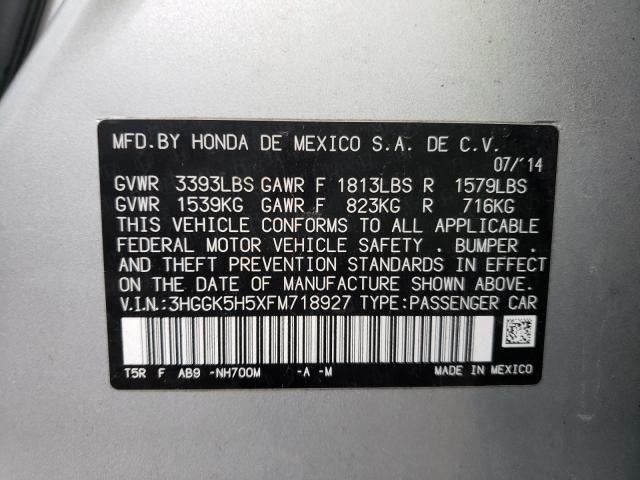 MFD.BY HONDA DE MEXICO S.A. DE C.V.
07/'14
GVWR 3393LBS GAWR F 1813LBS R 1579LBS
GVWR 1539KG GAWR F 823KG R 716KG
THIS VEHICLE CONFORMS TO ALL APPLICABLE
FEDERAL MOTOR VEHICLE SAFETY . BUMPER .
AND THEFT PREVENTION STANDARDS IN EFFECT
ON THE DATE OF MANUFACTURE SHOWN ABOVE.
V.I.N.:3HGGK5H5XFM718927 TYPE:PASSENGER CAR
T5R F AB9 -NH700M -A -M MADE IN MEXICO